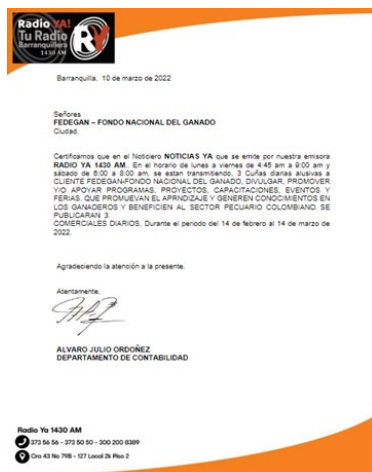 Radio YA!
Tu Radio
Barranquillera
1430 AM
RY
Barranquilla, 10 de marzo de 2022
Señores
FEDEGAN – FONDO NACIONAL DEL GANADO
Ciudad.
Certificamos que en el Noticiero NOTICIAS YA que se emite por nuestra emisora
RADIO YA 1430 AM. En el horario de lunes a viernes de 4:45 am a 9:00 am y
sábado de 6:00 a 8:00 am, se estan transmitiendo, 3 Cuñas diarias alusivas a
CLIENTE FEDEGAN-FONDO NACIONAL DEL GANADO, DIVULGAR, PROMOVER
Y/O APOYAR PROGRAMAS, PROYECTOS, CAPACITACIONES, EVENTOS Y
FERIAS, QUE PROMUEVAN EL APRNDIZAJE Y GENEREN CONOCIMIENTOS EN
LOS GANADEROS Y BENEFICIEN AL SECTOR PECUARIO COLOMBIANO. SE
PUBLICARAN 3
COMERCIALES DIARIOS. Durante el periodo del 14 de febrero al 14 de marzo de
2022.
Agradeciendo la atención a la presente.
Atentamente,
ALVARO JULIO ORDOÑEZ
DEPARTAMENTO DE CONTABILIDAD
Radio Ya 1430 AM
373 56 56 - 373 50 50 - 300 200 8389
Cra 43 No 79B - 127 Local 2k Piso 2